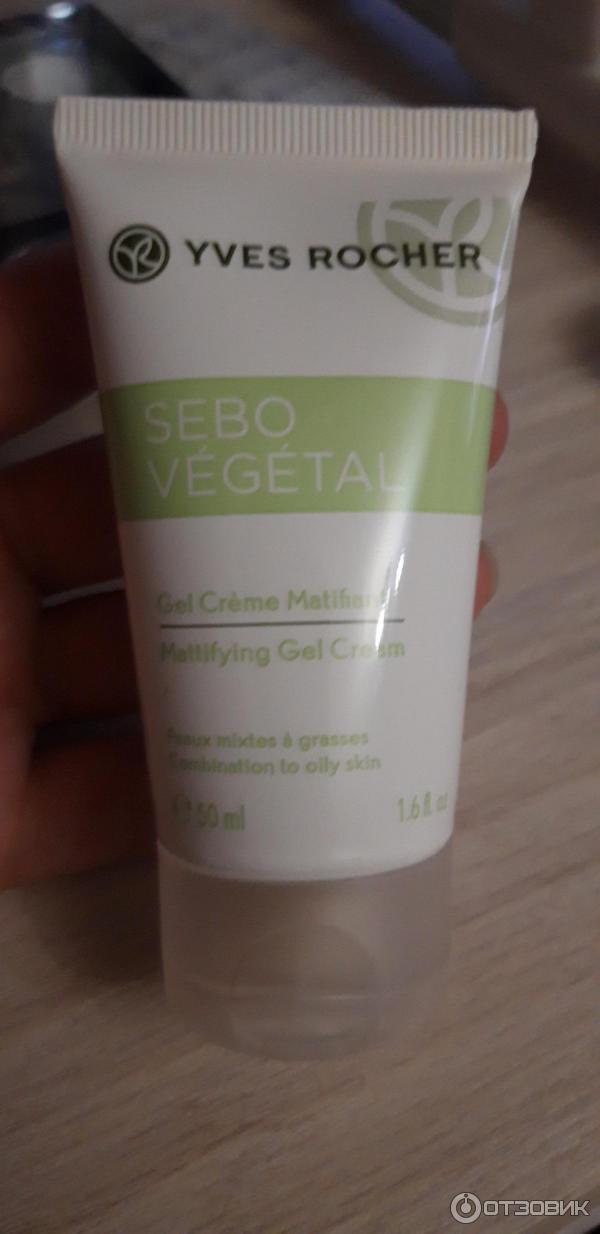 YVES ROCHER
SEBO
VÉGÉTAL
Gel Crème Matifiant
Mattifying Gel Cream
Peaux mixtes à grasses
Combination to oily skin
50 ml 1.6 fl. oz
ОТЗОВИК